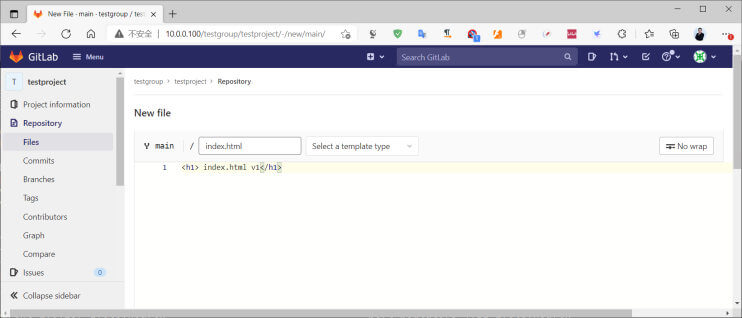 New File · main · testgroup / test
不安全 | 10.0.0.100/testgroup/testproject/-/new/main/
GitLab
Menu
Search GitLab
T testproject
testgroup > testproject > Repository
Project information
Repository
Files
Commits
Branches
Tags
Contributors
Graph
Compare
Issues 0
Collapse sidebar
New file
main / index.html Select a template type No wrap
1 <h1> index.html v1</h1>